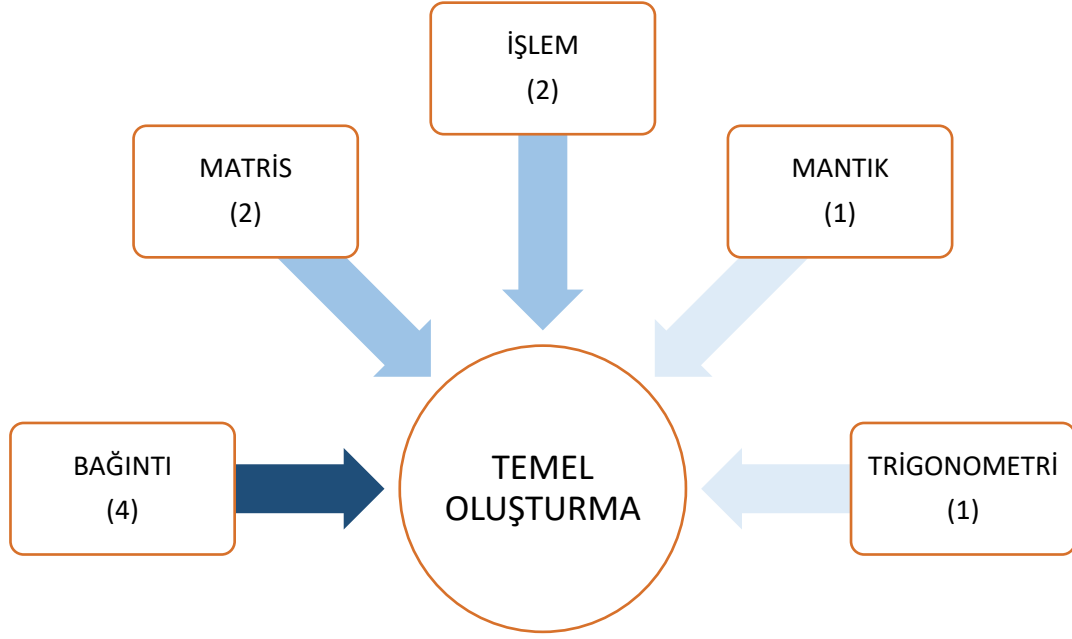 İŞLEM
(2)
MATRİS
(2)
MANTIK
(1)
BAĞINTI
(4)
TEMEL
OLUŞTURMA
TRİGONOMETRİ
(1)